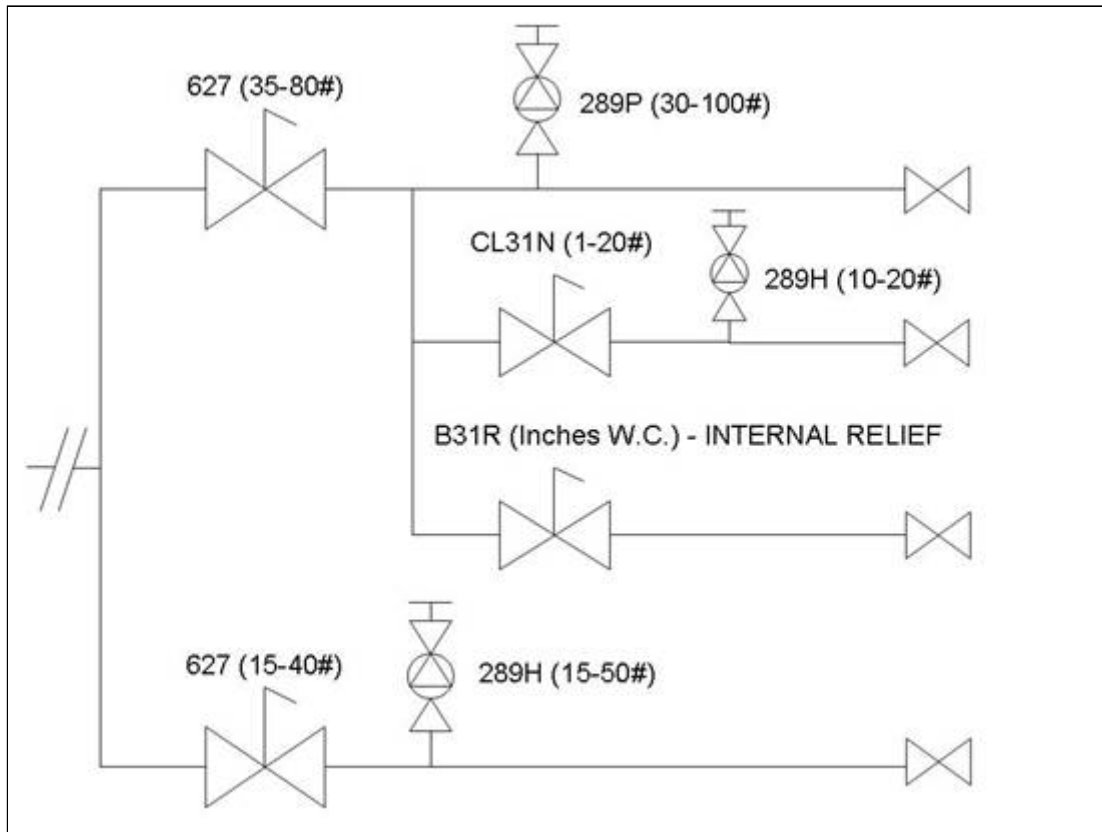 627 (35-80#)
289P (30-100#)
CL31N (1-20#)
289H (10-20#)
B31R (Inches W.C.) - INTERNAL RELIEF
627 (15-40#)
289H (15-50#)